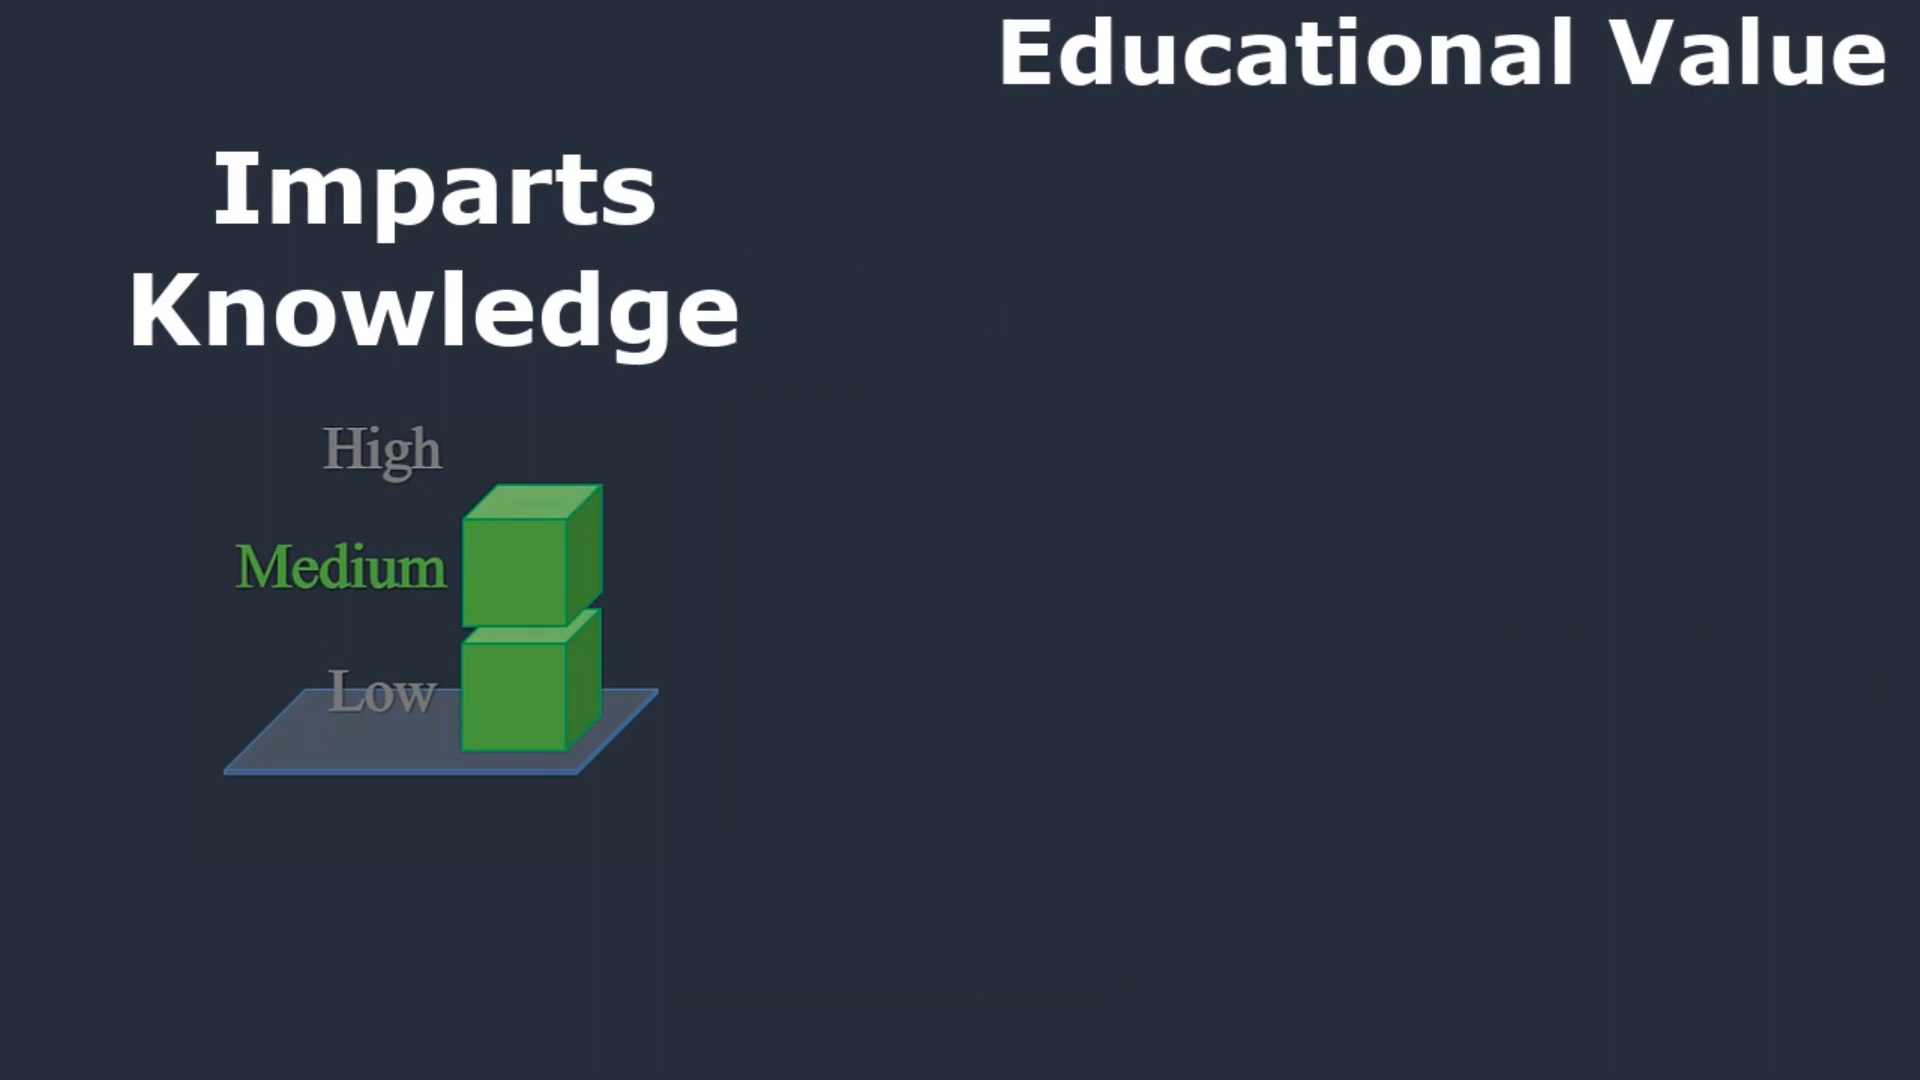 Educational Value
Imparts
Knowledge
High
Medium
Low